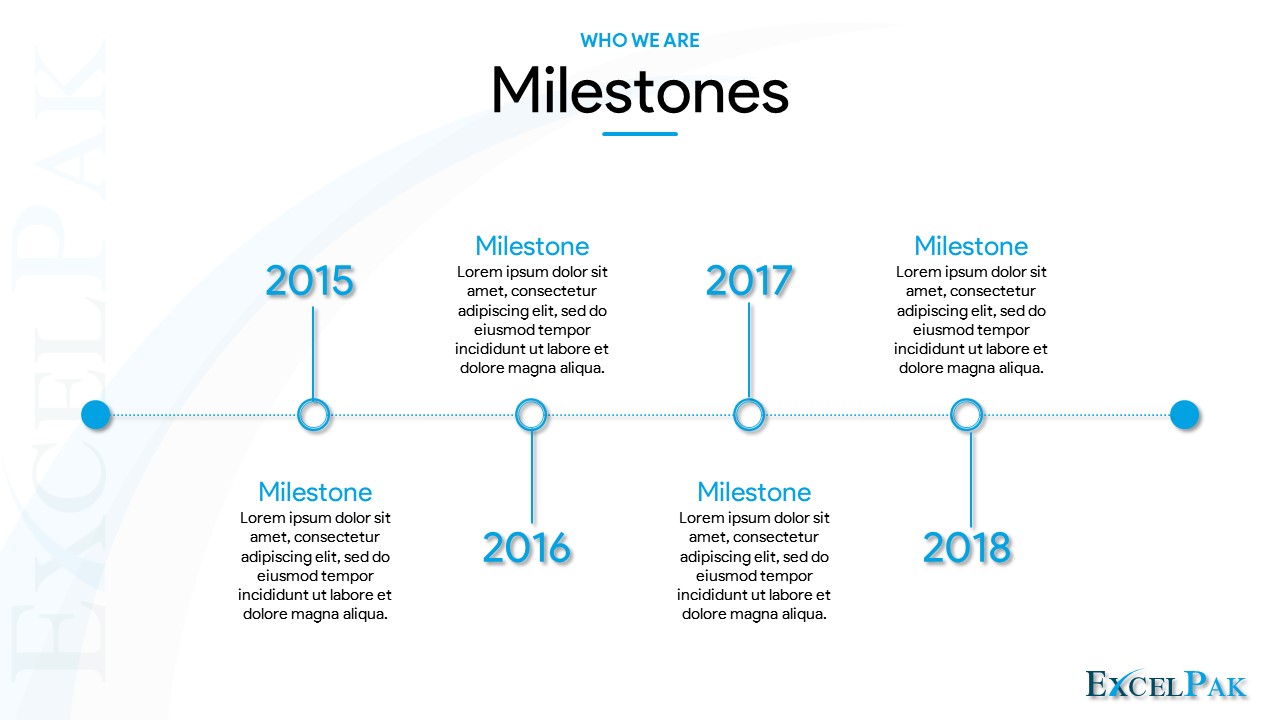 WHO WE ARE
Milestones
2015
Milestone
Lorem ipsum dolor sit
amet, consectetur
adipiscing elit, sed do
eiusmod tempor
incididunt ut labore et
dolore magna aliqua.
Milestone
Lorem ipsum dolor sit
amet, consectetur
adipiscing elit, sed do
eiusmod tempor
incididunt ut labore et
dolore magna aliqua.
2016
2017
Milestone
Lorem ipsum dolor sit
amet, consectetur
adipiscing elit, sed do
eiusmod tempor
incididunt ut labore et
dolore magna aliqua.
Milestone
Lorem ipsum dolor sit
amet, consectetur
adipiscing elit, sed do
eiusmod tempor
incididunt ut labore et
dolore magna aliqua.
2018
EXCELPAK
EXCELPAK